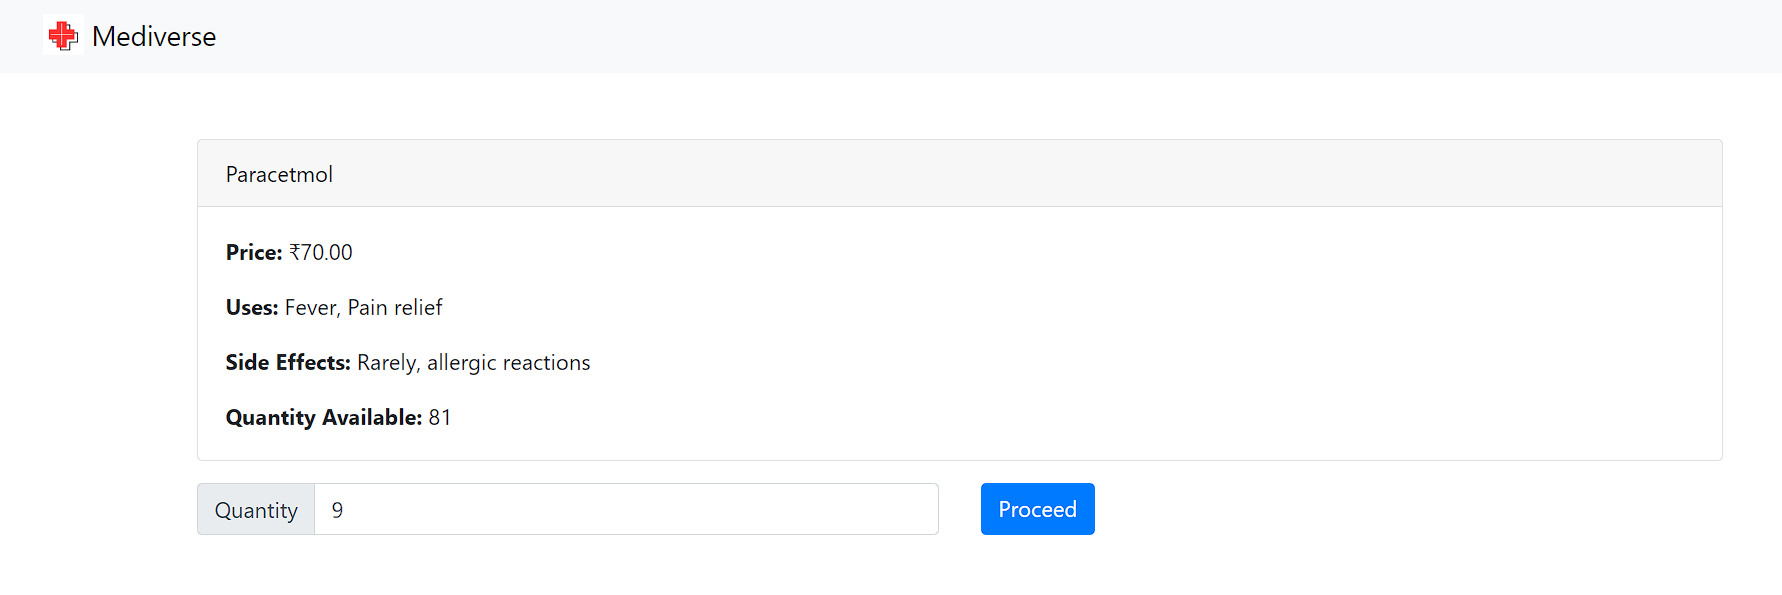 Mediverse
Paracetmol
Price: ₹70.00
Uses: Fever, Pain relief
Side Effects: Rarely, allergic reactions
Quantity Available: 81
Quantity 9 Proceed